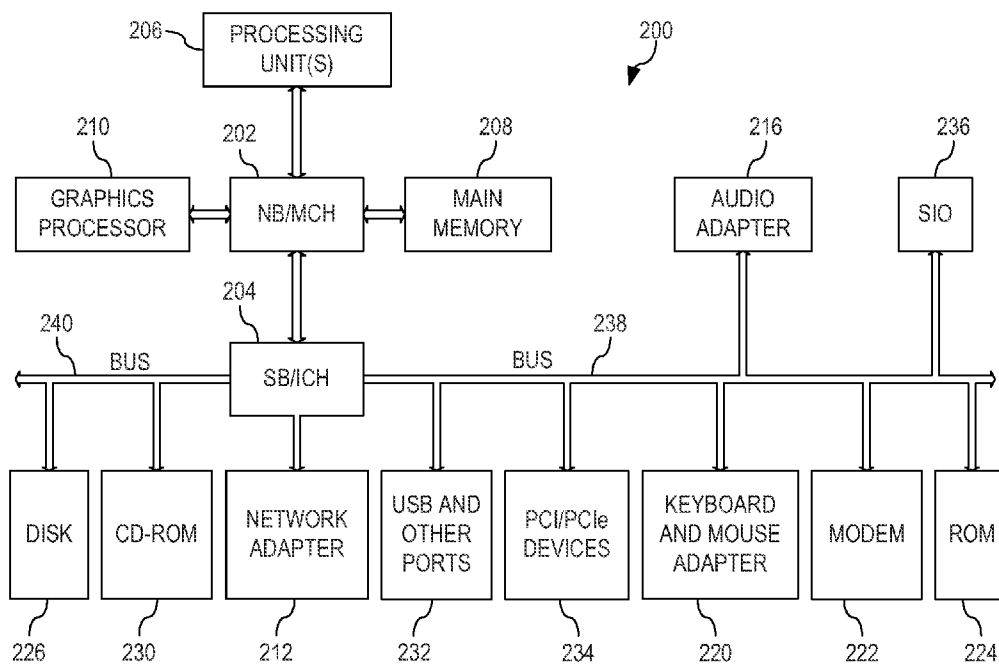 206
PROCESSING
UNIT(S)
200
210
202
208
216
236
GRAPHICS
PROCESSOR
NB/MCH
MAIN
MEMORY
AUDIO
ADAPTER
SIO
204
240
BUS
SB/ICH
BUS
238
DISK
CD-ROM
NETWORK
ADAPTER
USB AND
OTHER
PORTS
PCI/PCIe
DEVICES
KEYBOARD
AND MOUSE
ADAPTER
MODEM
ROM
226
230
212
232
234
220
222
224